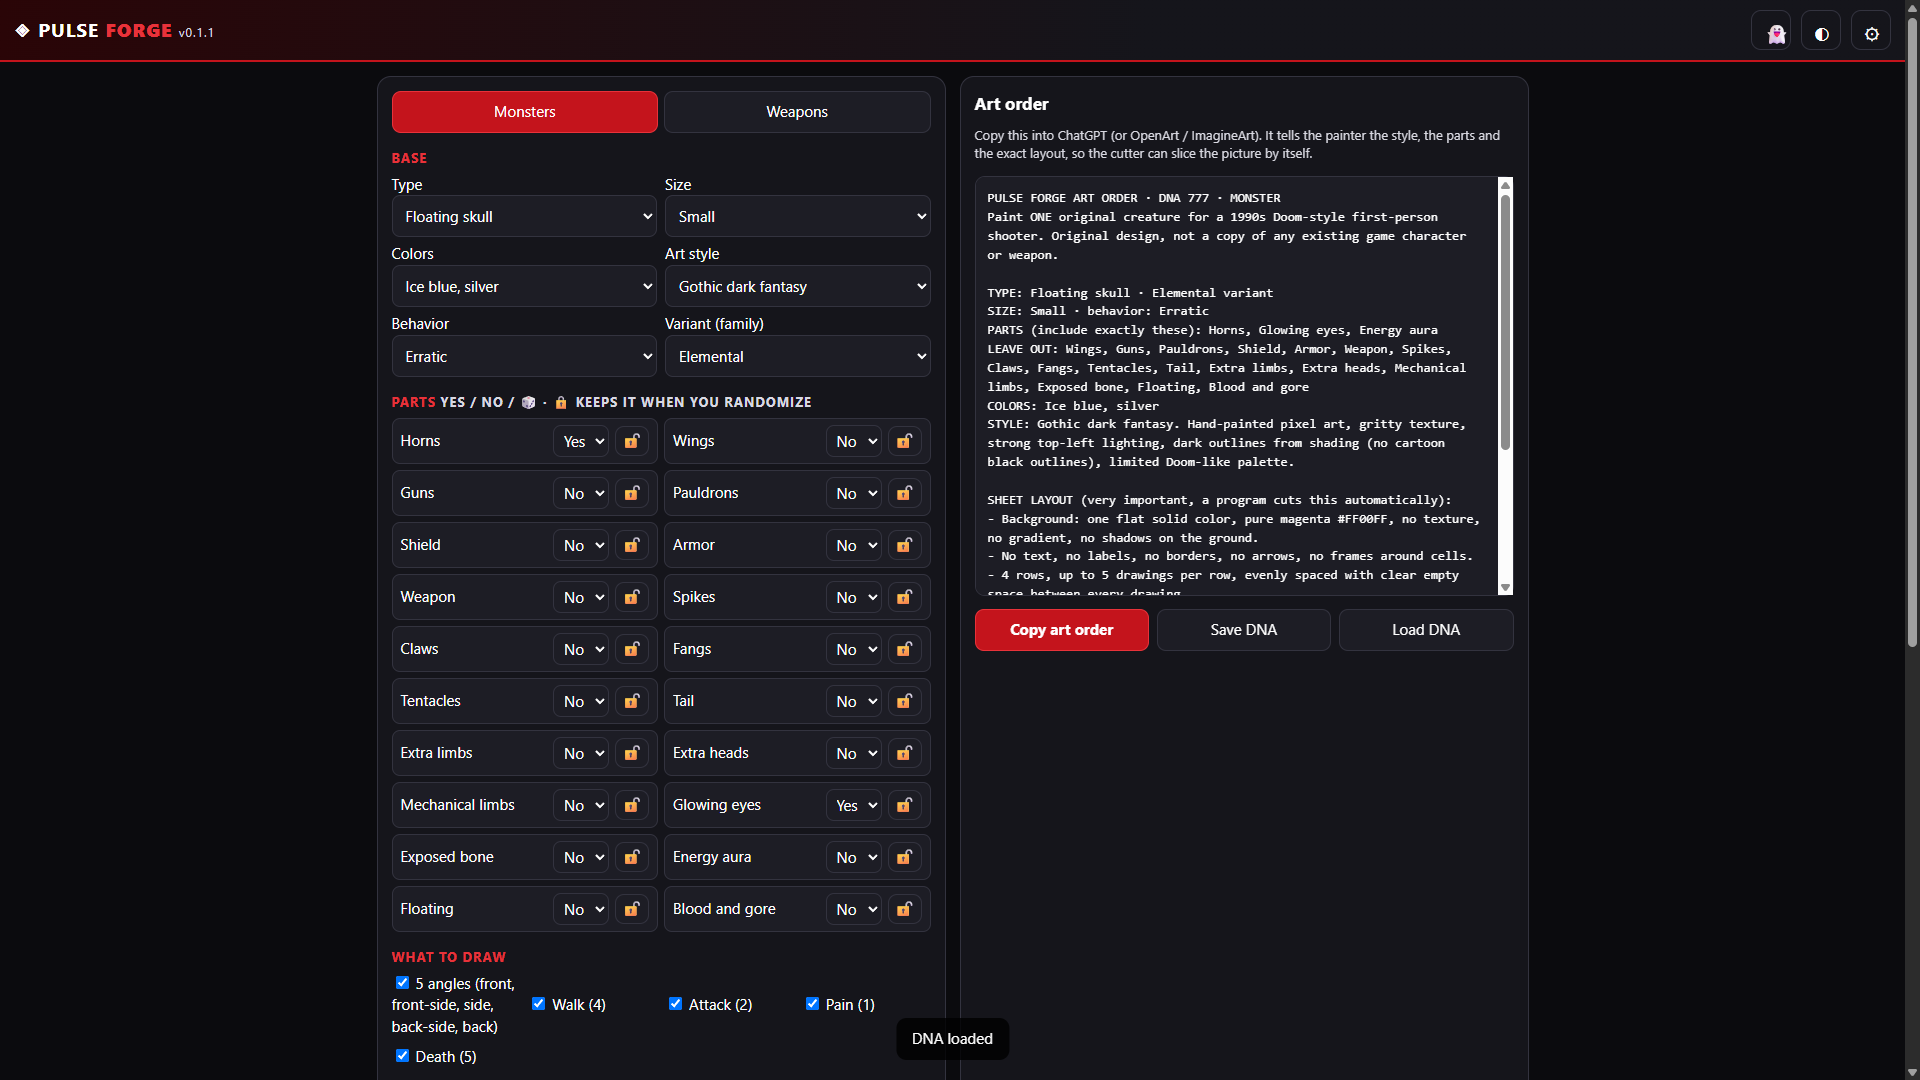 PULSE FORGE v0.1.1
Monsters
Weapons
BASE
Type
Size
Floating skull
Small
Colors
Art style
Ice blue, silver
Gothic dark fantasy
Behavior
Variant (family)
Erratic
Elemental
PARTS YES / NO / 🎲 · 🔒 KEEPS IT WHEN YOU RANDOMIZE
Horns Yes
Wings No
Guns No
Pauldrons No
Shield No
Armor No
Weapon No
Spikes No
Claws No
Fangs No
Tentacles No
Tail No
Extra limbs No
Extra heads No
Mechanical limbs No
Glowing eyes Yes
Exposed bone No
Energy aura No
Floating No
Blood and gore No
WHAT TO DRAW
5 angles (front,
front-side, side,
back-side, back)
Walk (4)
Attack (2)
Pain (1)
Death (5)
Art order
Copy this into ChatGPT (or OpenArt / ImagineArt). It tells the painter the style, the parts and
the exact layout, so the cutter can slice the picture by itself.
PULSE FORGE ART ORDER · DNA 777 · MONSTER
Paint ONE original creature for a 1990s Doom-style first-person
shooter. Original design, not a copy of any existing game character
or weapon.
TYPE: Floating skull · Elemental variant
SIZE: Small · behavior: Erratic
PARTS (include exactly these): Horns, Glowing eyes, Energy aura
LEAVE OUT: Wings, Guns, Pauldrons, Shield, Armor, Weapon, Spikes,
Claws, Fangs, Tentacles, Tail, Extra limbs, Extra heads, Mechanical
limbs, Exposed bone, Floating, Blood and gore
COLORS: Ice blue, silver
STYLE: Gothic dark fantasy. Hand-painted pixel art, gritty texture,
strong top-left lighting, dark outlines from shading (no cartoon
black outlines), limited Doom-like palette.
SHEET LAYOUT (very important, a program cuts this automatically):
- Background: one flat solid color, pure magenta #FF00FF, no texture,
no gradient, no shadows on the ground.
- No text, no labels, no borders, no arrows, no frames around cells.
- 4 rows, up to 5 drawings per row, evenly spaced with clear empty
space between every drawing
Copy art order
Save DNA
Load DNA
DNA loaded